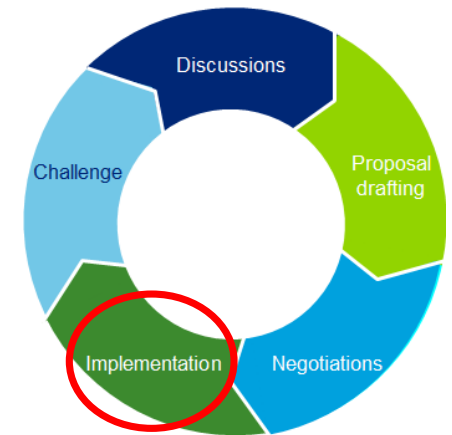 Discussions
Proposal
drafting
Challenge
Implementation
Negotiations